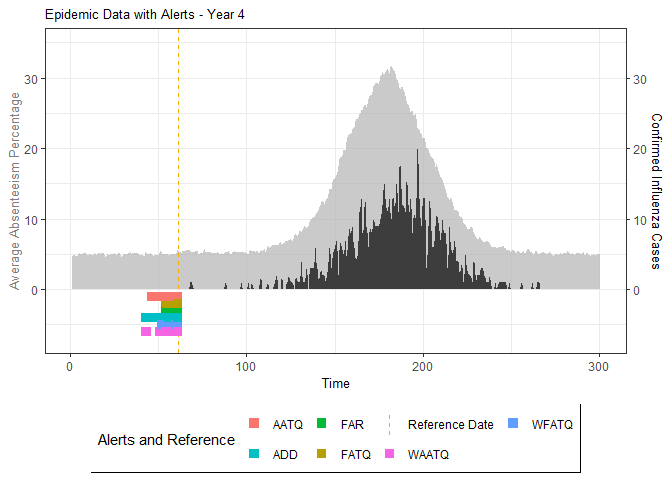 Epidemic Data with Alerts - Year 4
Average Absenteeism Percentage
30
20
10
0
30
20
10
0
Confirmed Influenza Cases
0 100 200 300
Time
Alerts and Reference
AATQ FAR Reference Date WFATQ
ADD FATQ WAATQ